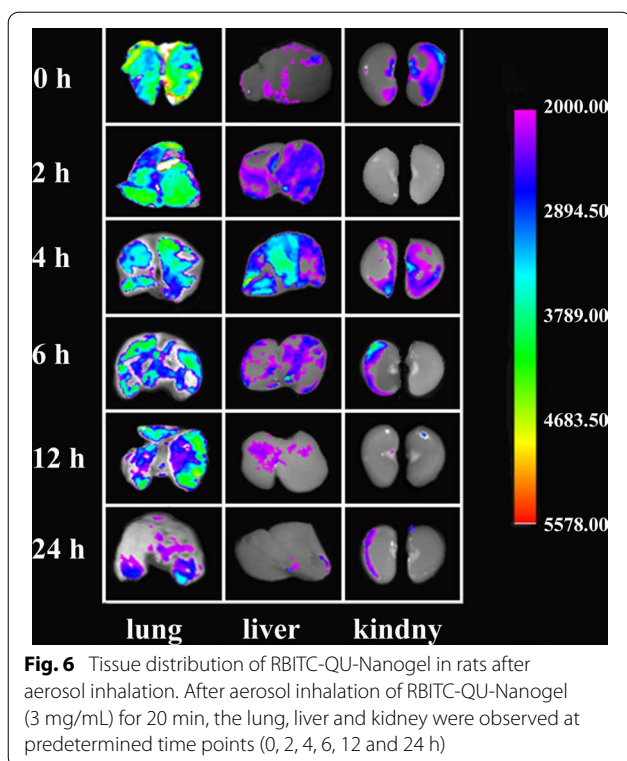 0 h
2000.00
2 h
2894.50
4 h
3789.00
6 h
4683.50
12 h
5578.00
24 h
lung liver kindny
Fig. 6 Tissue distribution of RBITC-QU-Nanogel in rats after
aerosol inhalation. After aerosol inhalation of RBITC-QU-Nanogel
(3 mg/mL) for 20 min, the lung, liver and kidney were observed at
predetermined time points (0, 2, 4, 6, 12 and 24 h)